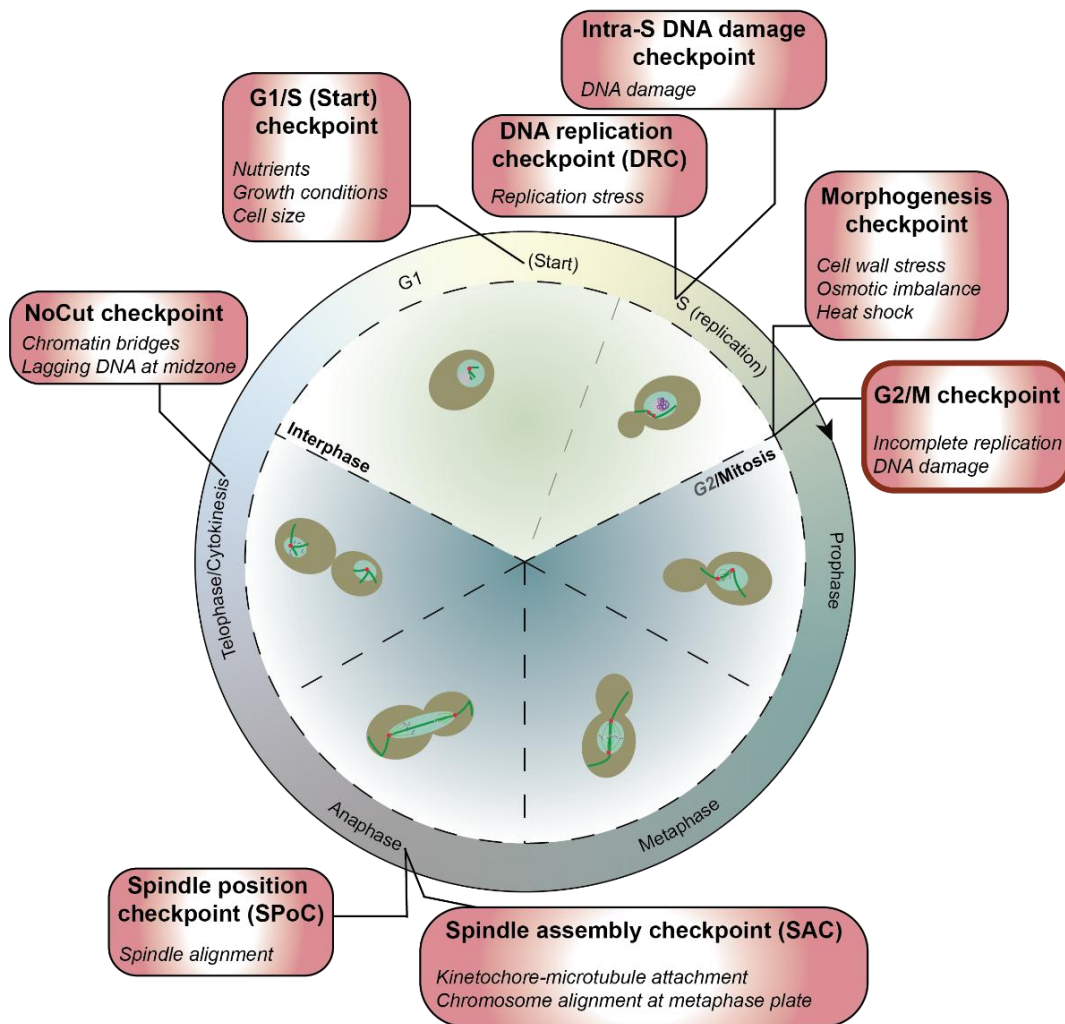 Intra-S DNA damage
checkpoint
DNA damage
G1/S (Start)
checkpoint
Nutrients
Growth conditions
Cell size
DNA replication
checkpoint (DRC)
Replication stress
Morphogenesis
checkpoint
Cell wall stress
Osmotic imbalance
Heat shock
NoCut checkpoint
Chromatin bridges
Lagging DNA at midzone
G2/M checkpoint
Incomplete replication
DNA damage
G1
(Start)
S (replication)
Interphase
G2/Mitosis
Prophase
Metaphase
Anaphase
Telophase/Cytokinesis
Spindle position
checkpoint (SPoC)
Spindle alignment
Spindle assembly checkpoint (SAC)
Kinetochore-microtubule attachment
Chromosome alignment at metaphase plate